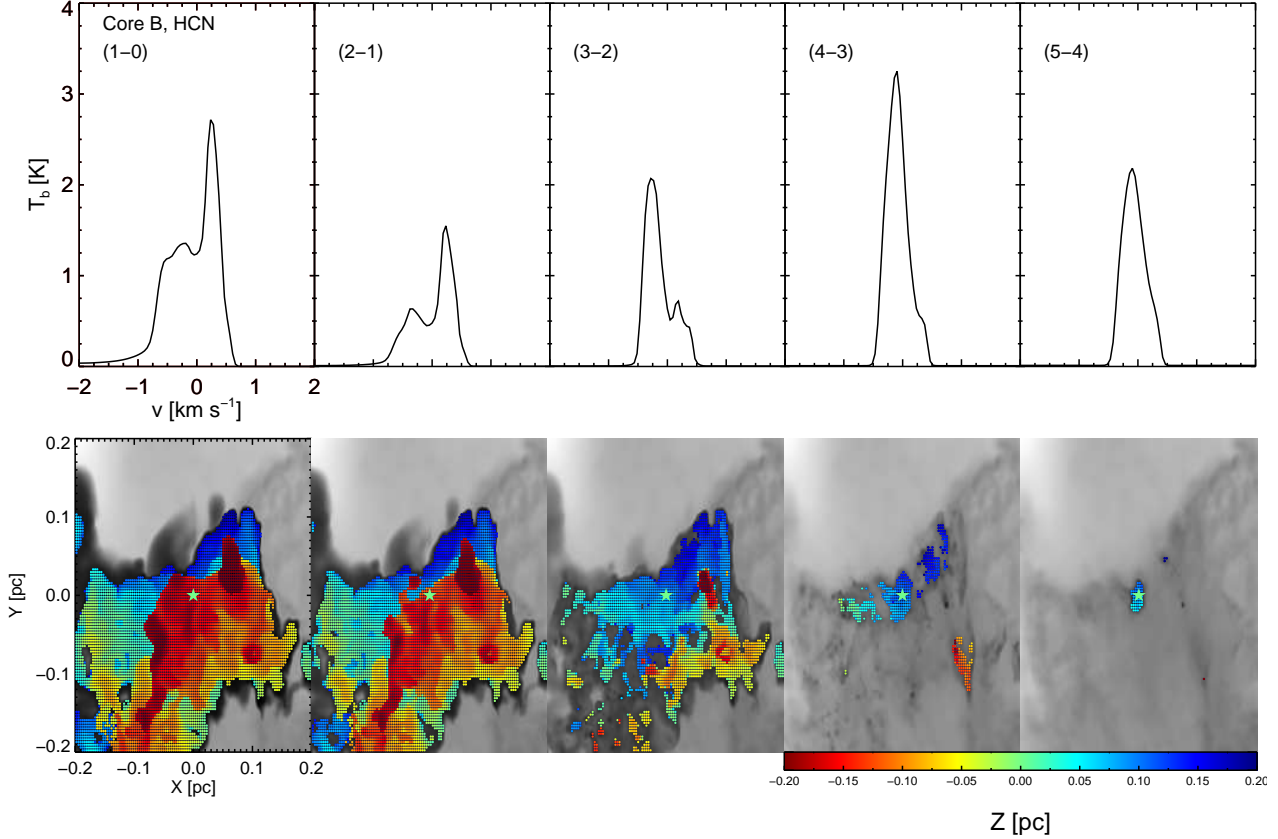 Core B, HCN
(1−0)
(2−1)
(3−2)
(4−3)
(5−4)
4
3
2
1
0
T_b [K]
−2 −1 0 1 2
v [km s⁻¹]
0.2
0.1
0.0
−0.1
−0.2
Y [pc]
−0.2 −0.1 0.0 0.1 0.2
X [pc]
−0.20 −0.15 −0.10 −0.05 0.00 0.05 0.10 0.15 0.20
Z [pc]